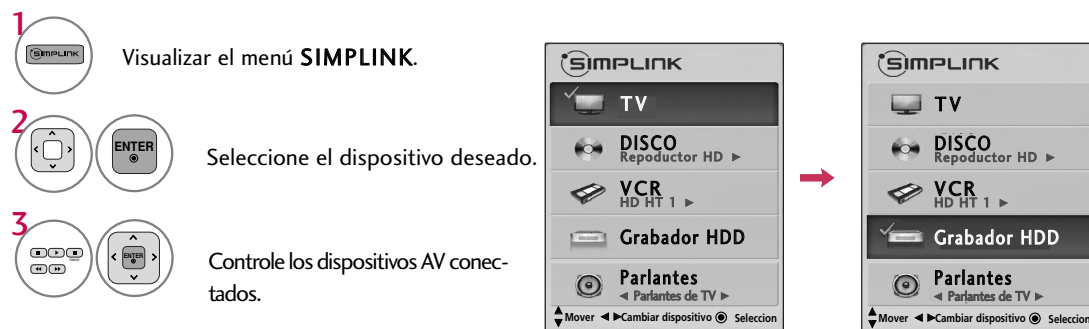 1
SIMPLINK
Visualizar el menú SIMPLINK.
2
ENTER
Seleccione el dispositivo deseado.
3
ENTER
Controle los dispositivos AV conec-
tados.
SIMPLINK
TV
DISCO
Repoductor HD ►
VCR
HD HT 1 ►
Grabador HDD
Parlantes
◄ Parlantes de TV ►
Mover ◄ ►Cambiar dispositivo ◉ Seleccion
SIMPLINK
TV
DISCO
Repoductor HD ►
VCR
HD HT 1 ►
Grabador HDD
Parlantes
◄ Parlantes de TV ►
Mover ◄ ►Cambiar dispositivo ◉ Seleccion